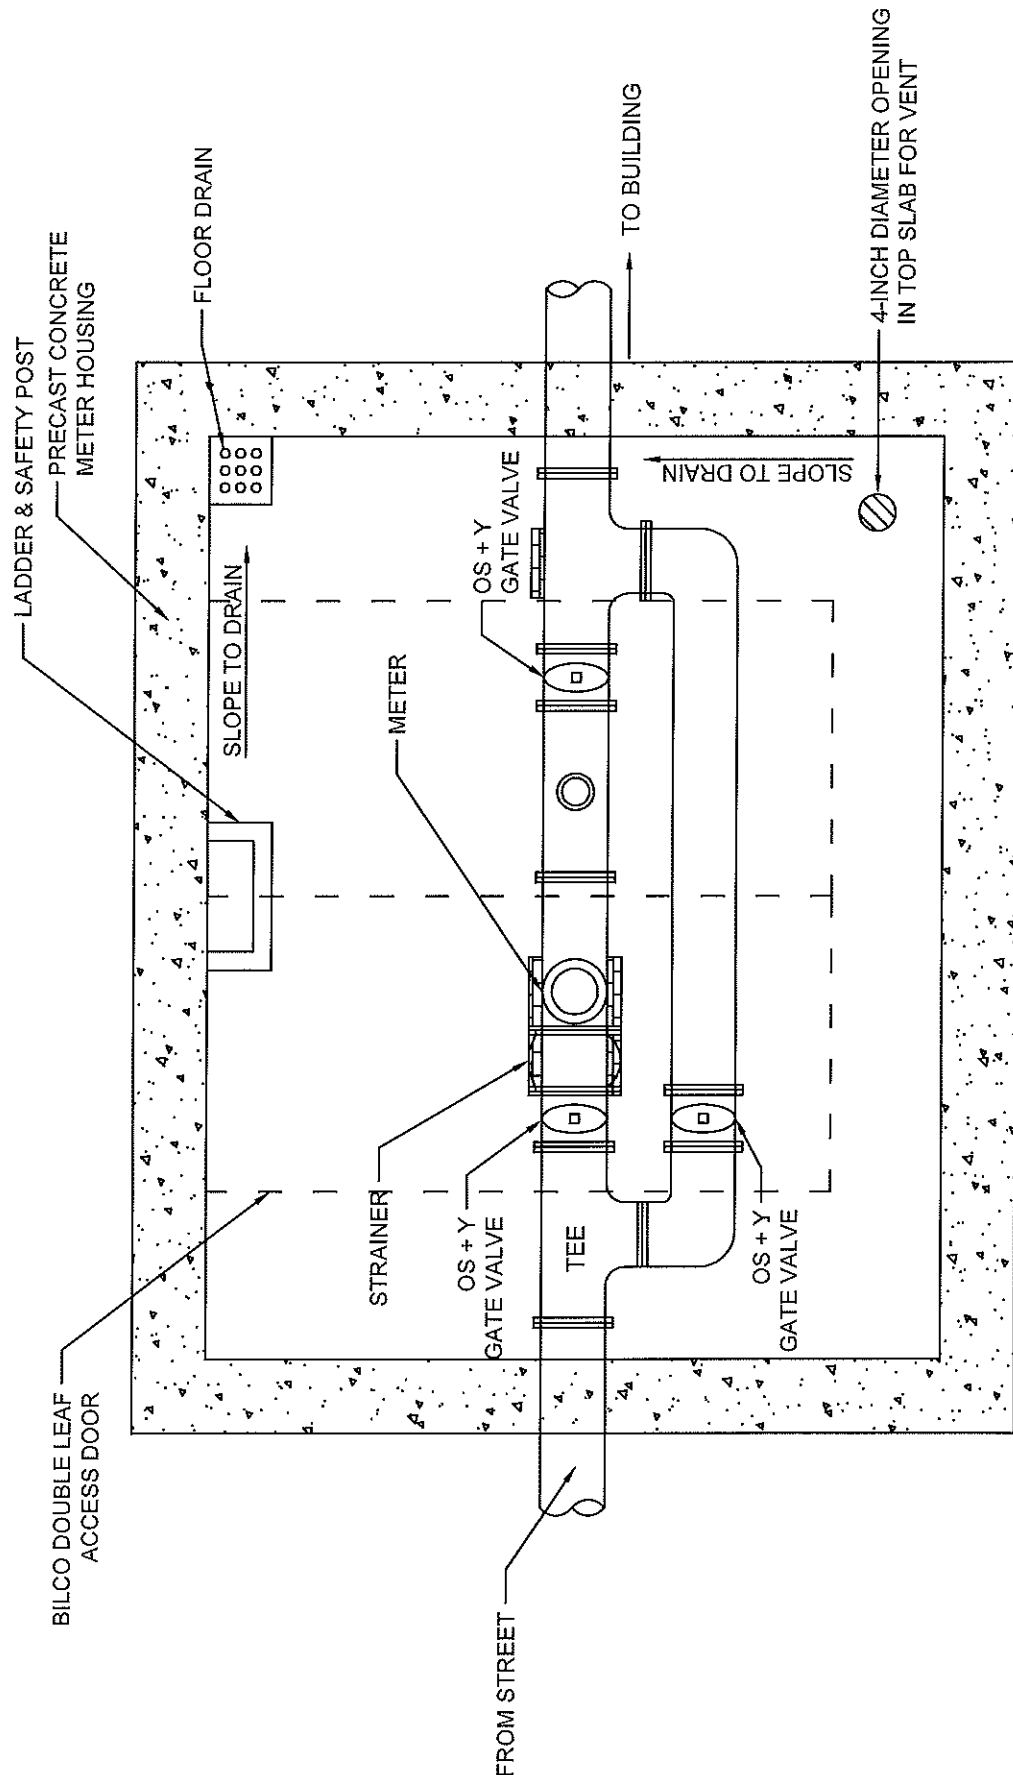 BILCO DOUBLE LEAF
ACCESS DOOR
LADDER & SAFETY POST
PRECAST CONCRETE
METER HOUSING
FLOOR DRAIN
SLOPE TO DRAIN
FROM STREET
STRAINER
OS + Y
GATE VALVE
TEE
METER
OS + Y
GATE VALVE
TO BUILDING
OS + Y
GATE VALVE
SLOPE TO DRAIN
4-INCH DIAMETER OPENING
IN TOP SLAB FOR VENT